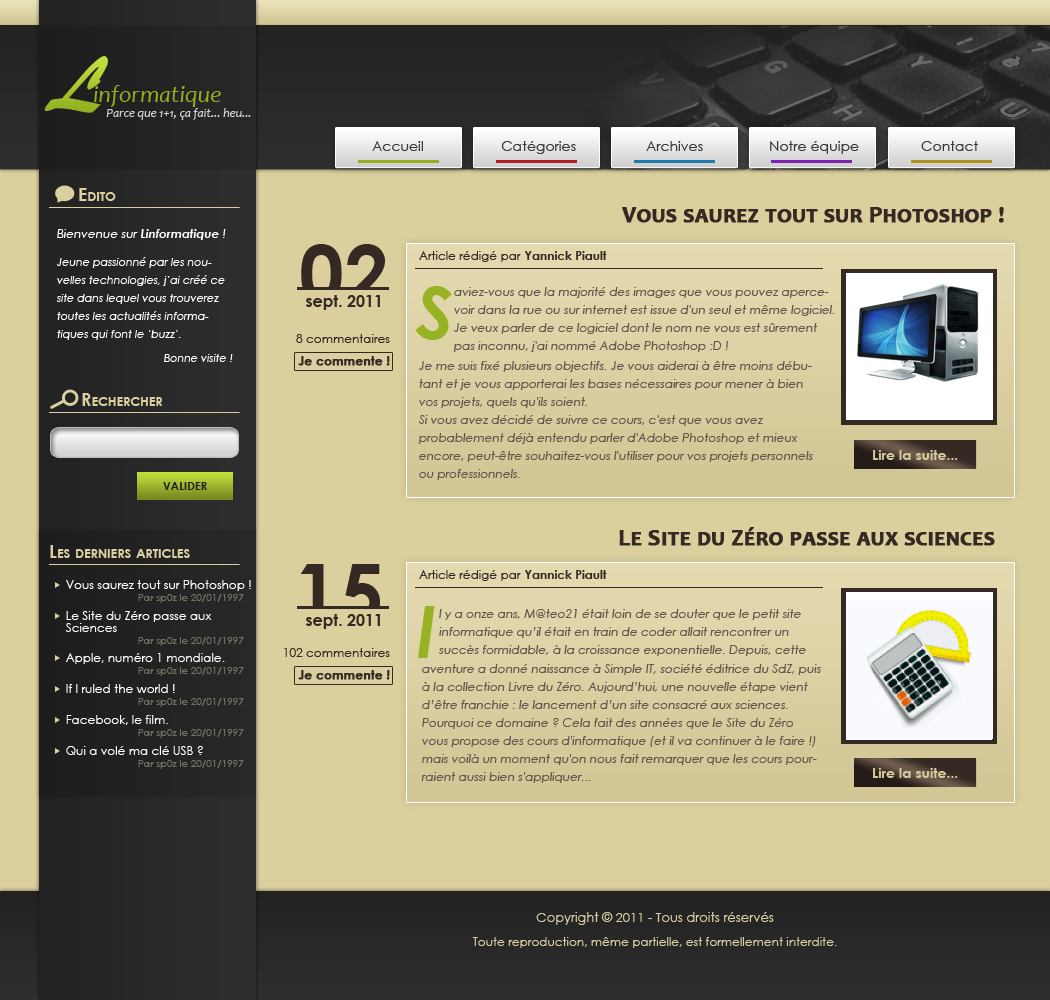 Linformatique
Parce que 1+1, ça fait... heu...
Accueil
Catégories
Archives
Notre équipe
Contact
Edito
Bienvenue sur Linformatique !
Jeune passionné par les nou-
velles technologies, j'ai créé ce
site dans lequel vous trouverez
toutes les actualités informa-
tiques qui font le 'buzz'.
Bonne visite !
Rechercher
VALIDER
Les derniers articles
Vous saurez tout sur Photoshop !
Par sp0z le 20/01/1997
Le Site du Zéro passe aux
Sciences
Par sp0z le 20/01/1997
Apple, numéro 1 mondiale.
Par sp0z le 20/01/1997
If I ruled the world !
Par sp0z le 20/01/1997
Facebook, le film.
Par sp0z le 20/01/1997
Qui a volé ma clé USB ?
Par sp0z le 20/01/1997
Vous saurez tout sur Photoshop !
02
sept. 2011
8 commentaires
Je commente !
Article rédigé par Yannick Piault
Saviez-vous que la majorité des images que vous pouvez aperce-
voir dans la rue ou sur internet est issue d'un seul et même logiciel.
Je veux parler de ce logiciel dont le nom ne vous est sûrement
pas inconnu, j'ai nommé Adobe Photoshop :D !
Je me suis fixé plusieurs objectifs. Je vous aiderai à être moins débu-
tant et je vous apporterai les bases nécessaires pour mener à bien
vos projets, quels qu'ils soient.
Si vous avez décidé de suivre ce cours, c'est que vous avez
probablement déjà entendu parler d'Adobe Photoshop et mieux
encore, peut-être souhaitez-vous l'utiliser pour vos projets personnels
ou professionnels.
Lire la suite...
Le Site du Zéro passe aux sciences
15
sept. 2011
102 commentaires
Je commente !
Article rédigé par Yannick Piault
Il y a onze ans, M@teo21 était loin de se douter que le petit site
informatique qu'il était en train de coder allait rencontrer un
succès formidable, à la croissance exponentielle. Depuis, cette
aventure a donné naissance à Simple IT, société éditrice du SdZ, puis
à la collection Livre du Zéro. Aujourd'hui, une nouvelle étape vient
d'être franchie : le lancement d'un site consacré aux sciences.
Pourquoi ce domaine ? Cela fait des années que le Site du Zéro
vous propose des cours d'informatique (et il va continuer à le faire !)
mais voilà un moment qu'on nous fait remarquer que les cours pour-
raient aussi bien s'appliquer...
Lire la suite...
Copyright © 2011 - Tous droits réservés
Toute reproduction, même partielle, est formellement interdite.